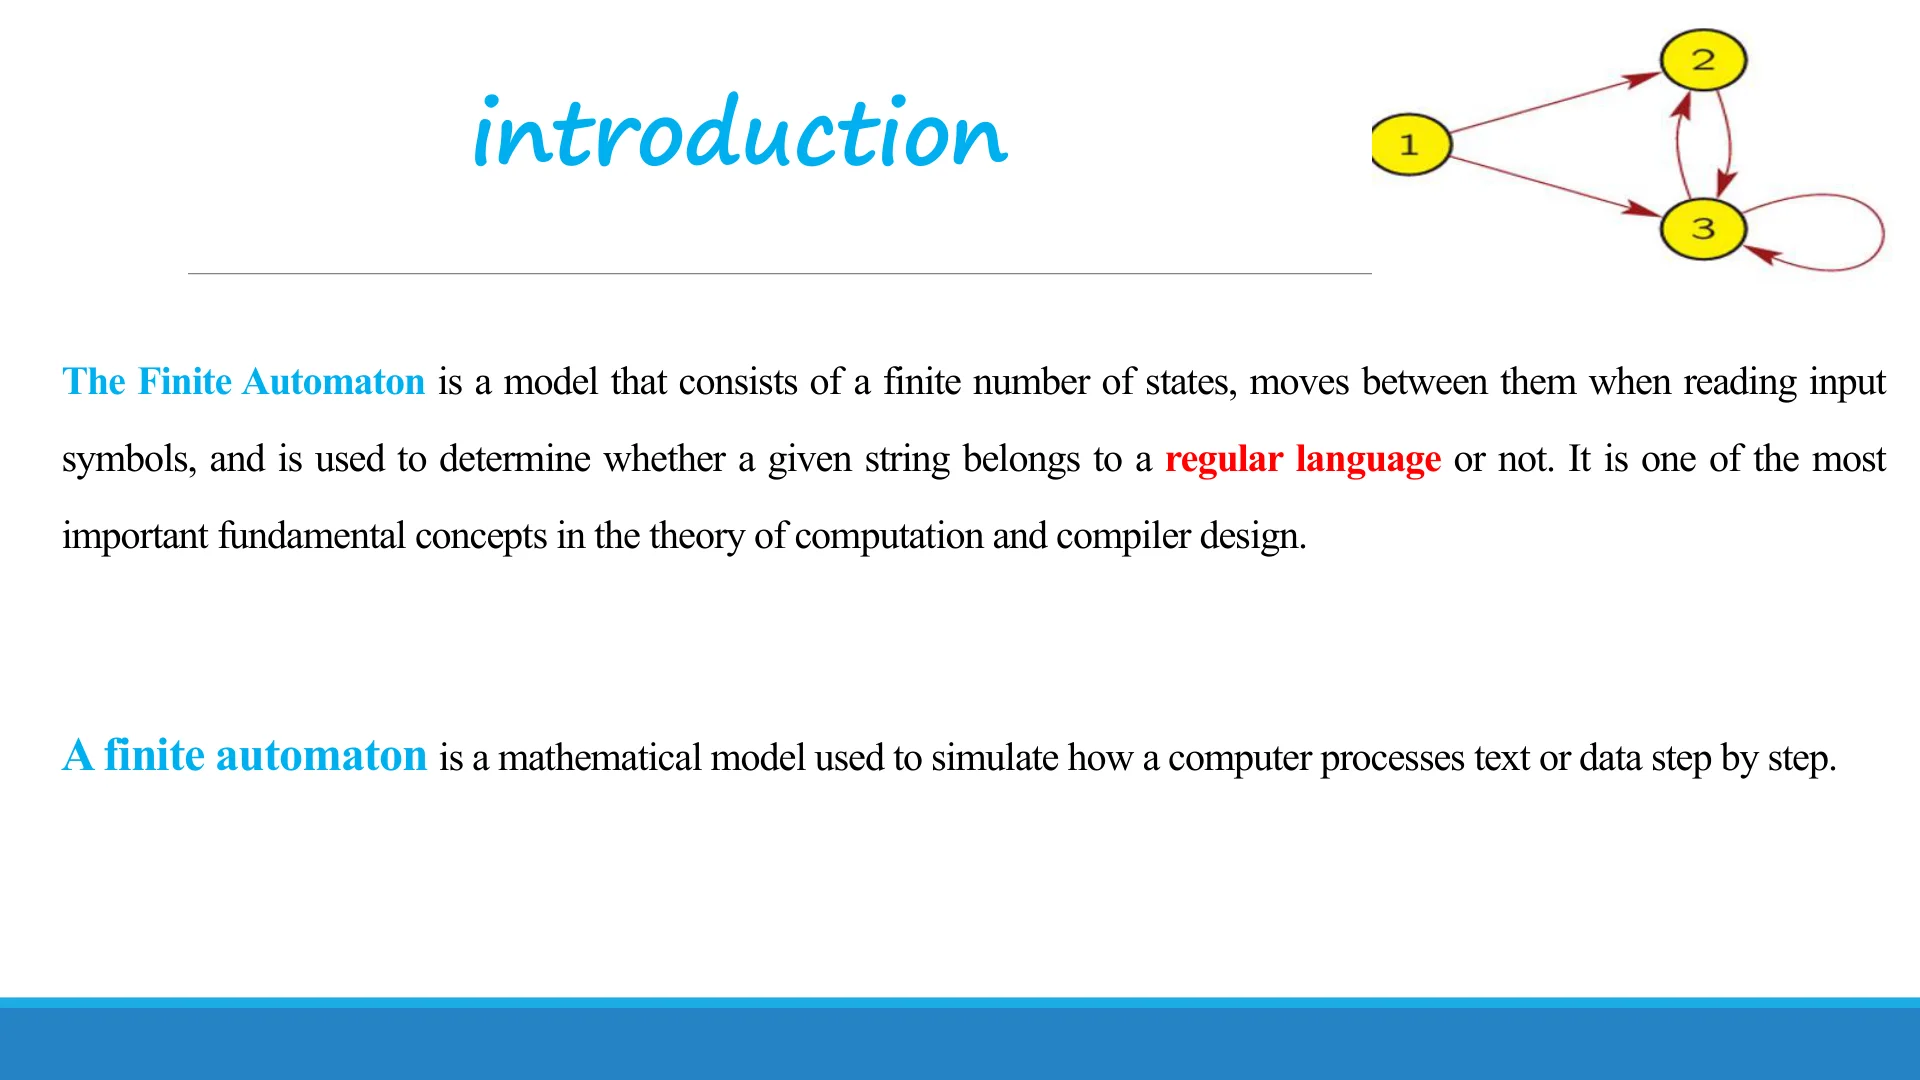 introduction
2
1
3
The Finite Automaton is a model that consists of a finite number of states, moves between them when reading input
symbols, and is used to determine whether a given string belongs to a regular language or not. It is one of the most
important fundamental concepts in the theory of computation and compiler design.
A finite automaton is a mathematical model used to simulate how a computer processes text or data step by step.